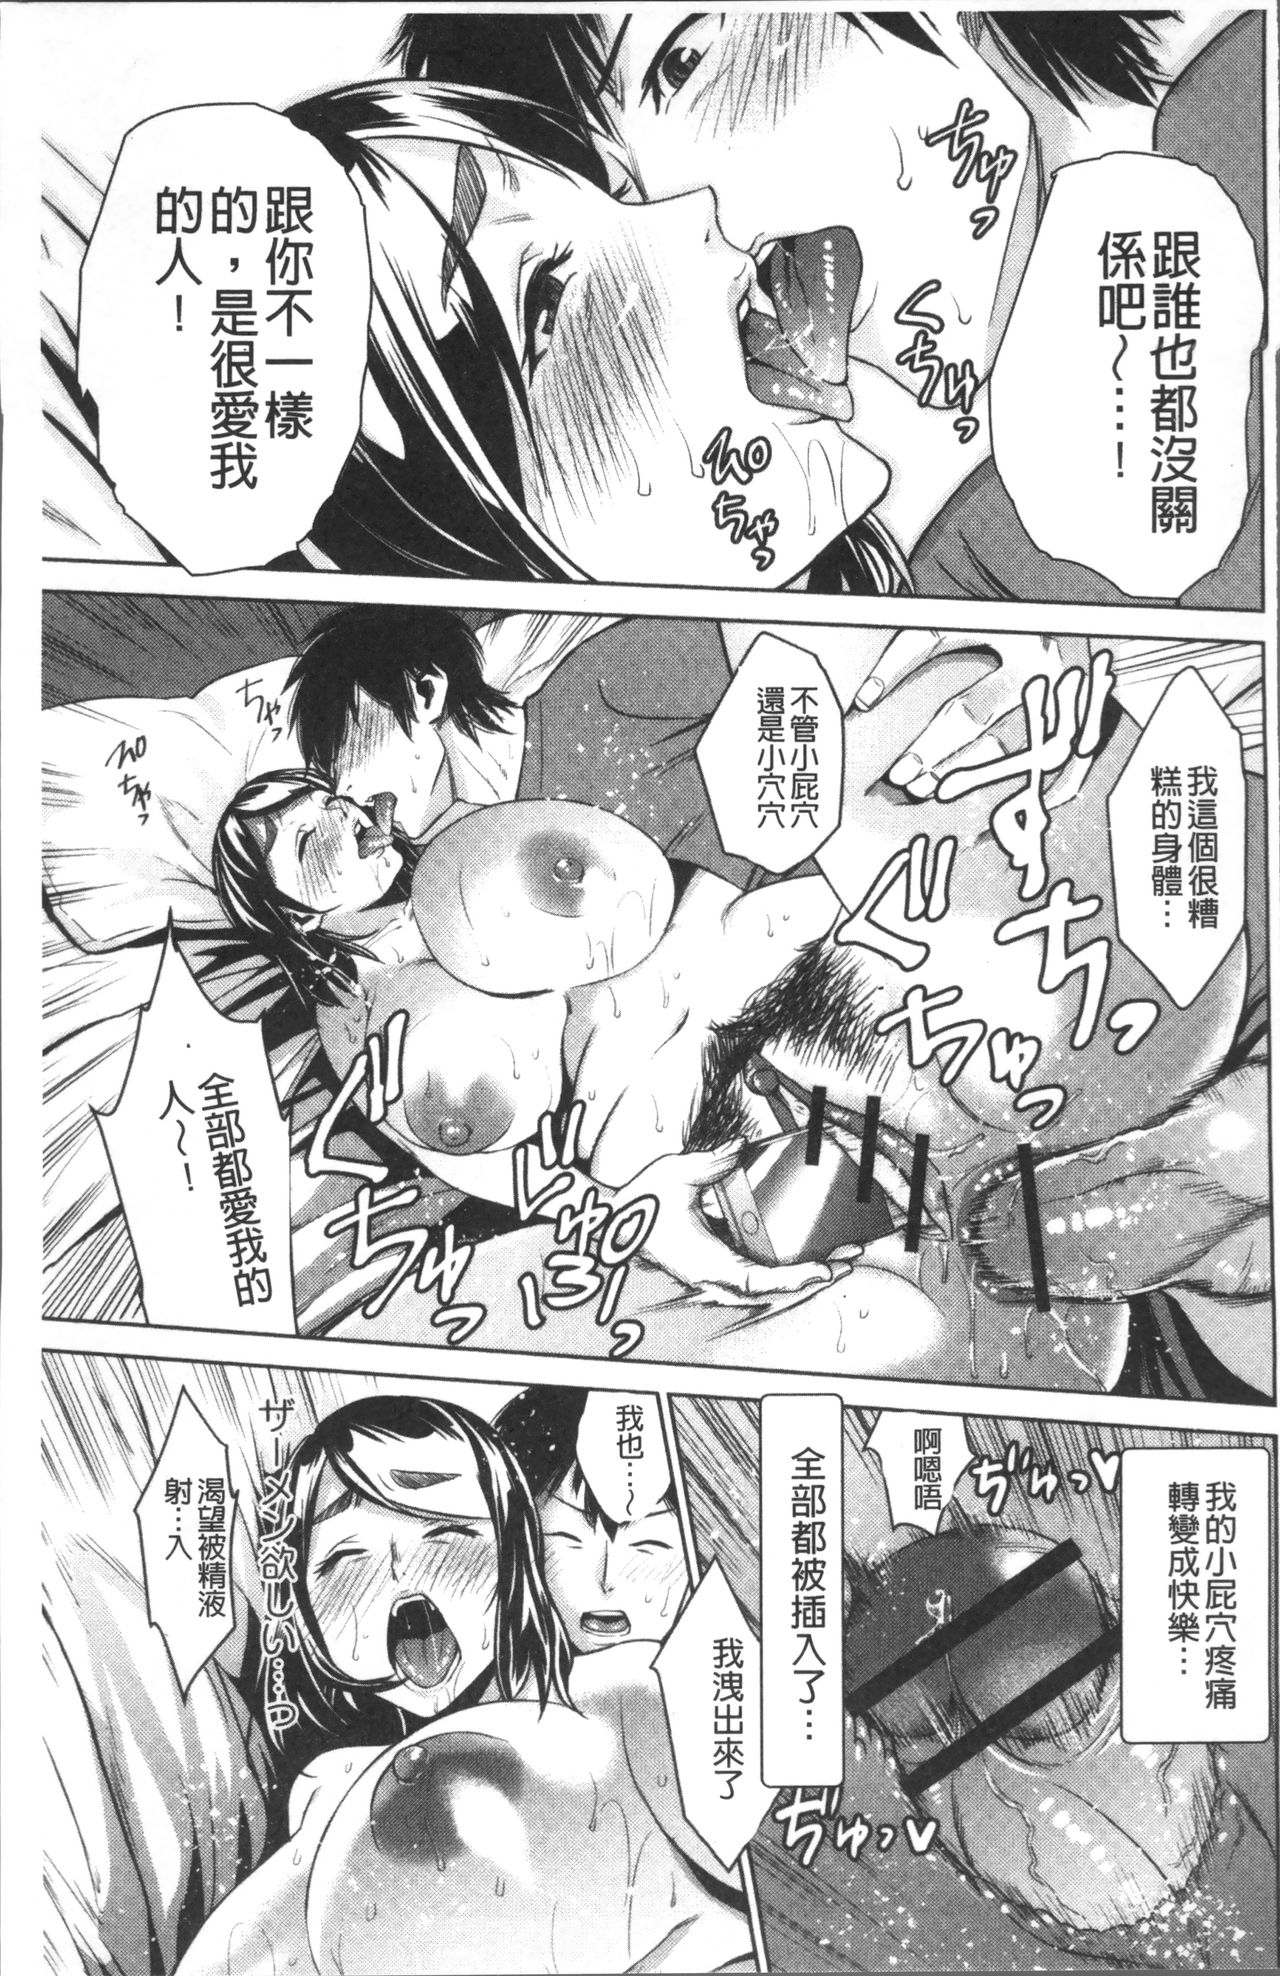 跟誰也都沒關
係吧～…！
ちゅっ
ちゅくっ
跟你不一樣
的，是很愛我
的人！
ちゃっ
我這個很糟
糕的身體…
不管小屁穴
還是小穴穴
ちゃっ
ちゃっ
ぐちゅっ
ぐちゅっ
じゅぷっ
全部都愛我的
人～！
我的小屁穴疼痛
轉變成快樂…
ぢゅっ♥
啊嗯唔
全部都被插入了…
ぢゅっ♥
我也…～
我洩出來了
ザーメン欲しい…っ
渴望被精液
射…入